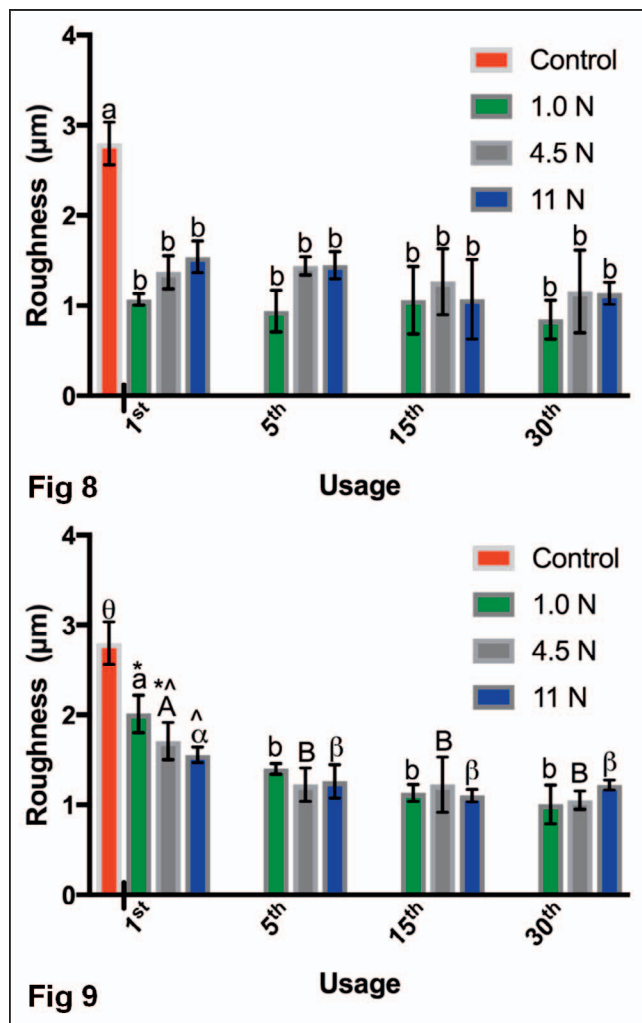 4
3
2
1
0
Roughness (µm)
Control
1.0 N
4.5 N
11 N
a
b b b
b b b
b b b
b b b
1st 5th 15th 30th
Fig 8
Usage
4
3
2
1
0
Roughness (µm)
Control
1.0 N
4.5 N
11 N
θ
* *^ ^
a A α
b B β
b B β
b B β
1st 5th 15th 30th
Usage
Fig 9